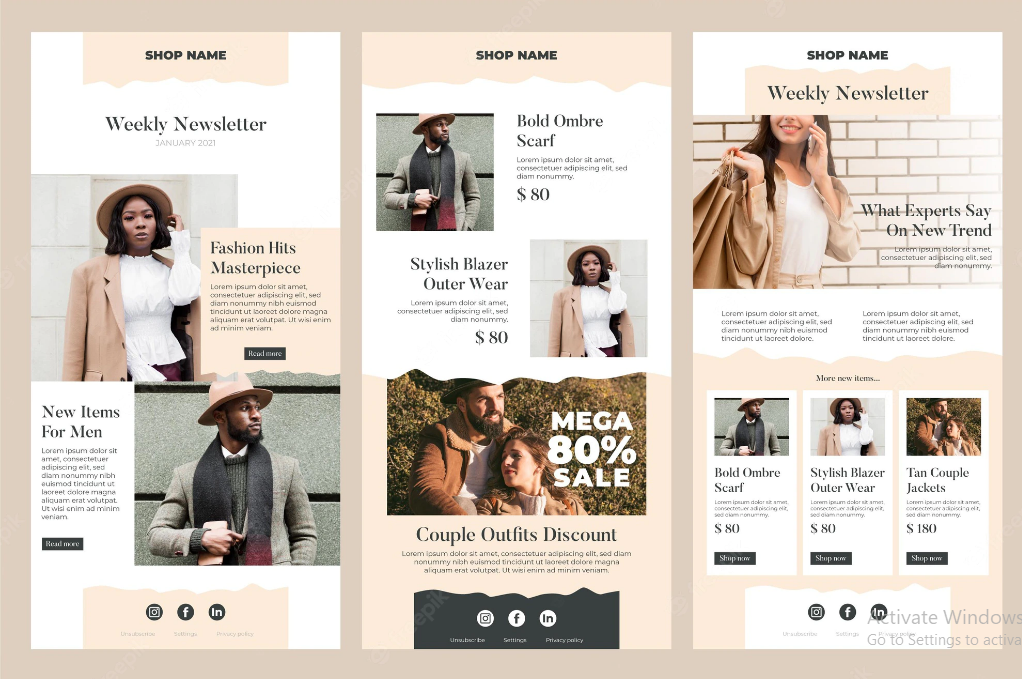 SHOP NAME
Weekly Newsletter
JANUARY 2021
Fashion Hits
Masterpiece
Lorem ipsum dolor sit amet,
consectetuer adipiscing elit, sed
diam nonummy nibh euismod
tincidunt ut laoreet dolore magna
aliquam erat volutpat. Ut wisi enim
ad minim veniam.
Read more
New Items
For Men
Lorem ipsum dolor sit
amet, consectetuer
adipiscing elit, sed
diam nonummy nibh
euismod tincidunt ut
laoreet dolore magna
aliquam erat volutpat.
Ut wisi enim ad minim
veniam.
Read more
Unsubscribe Settings Privacy policy
SHOP NAME
Bold Ombre
Scarf
Lorem ipsum dolor sit amet,
consectetuer adipiscing elit, sed
diam nonummy.
$ 80
Stylish Blazer
Outer Wear
Lorem ipsum dolor sit amet,
consectetuer adipiscing elit, sed
diam nonummy.
$ 80
MEGA
80%
SALE
Couple Outfits Discount
Lorem ipsum dolor sit amet, consectetuer adipiscing elit, sed diam
nonummy nibh euismod tincidunt ut laoreet dolore magna
aliquam erat volutpat. Ut wisi enim ad minim veniam.
Unsubscribe Settings Privacy policy
SHOP NAME
Weekly Newsletter
What Experts Say
On New Trend
Lorem ipsum dolor sit amet,
consectetuer adipiscing elit, sed
diam nonummy.
Lorem ipsum dolor sit amet,
consectetuer adipiscing elit, sed
tincidunt ut laoreet dolore.
Lorem ipsum dolor sit amet,
consectetuer adipiscing elit, sed
tincidunt ut laoreet dolore.
More new items...
Bold Ombre
Scarf
Lorem ipsum dolor sit amet,
consectetuer adipiscing elit,
sed diam nonummy.
$ 80
Shop now
Stylish Blazer
Outer Wear
Lorem ipsum dolor sit amet,
consectetuer adipiscing elit,
sed diam nonummy.
$ 80
Shop now
Tan Couple
Jackets
Lorem ipsum dolor sit amet,
consectetuer adipiscing elit,
sed diam nonummy.
$ 180
Shop now
Unsubscribe Settings Privacy policy
Activate Windows
Go to Settings to activa